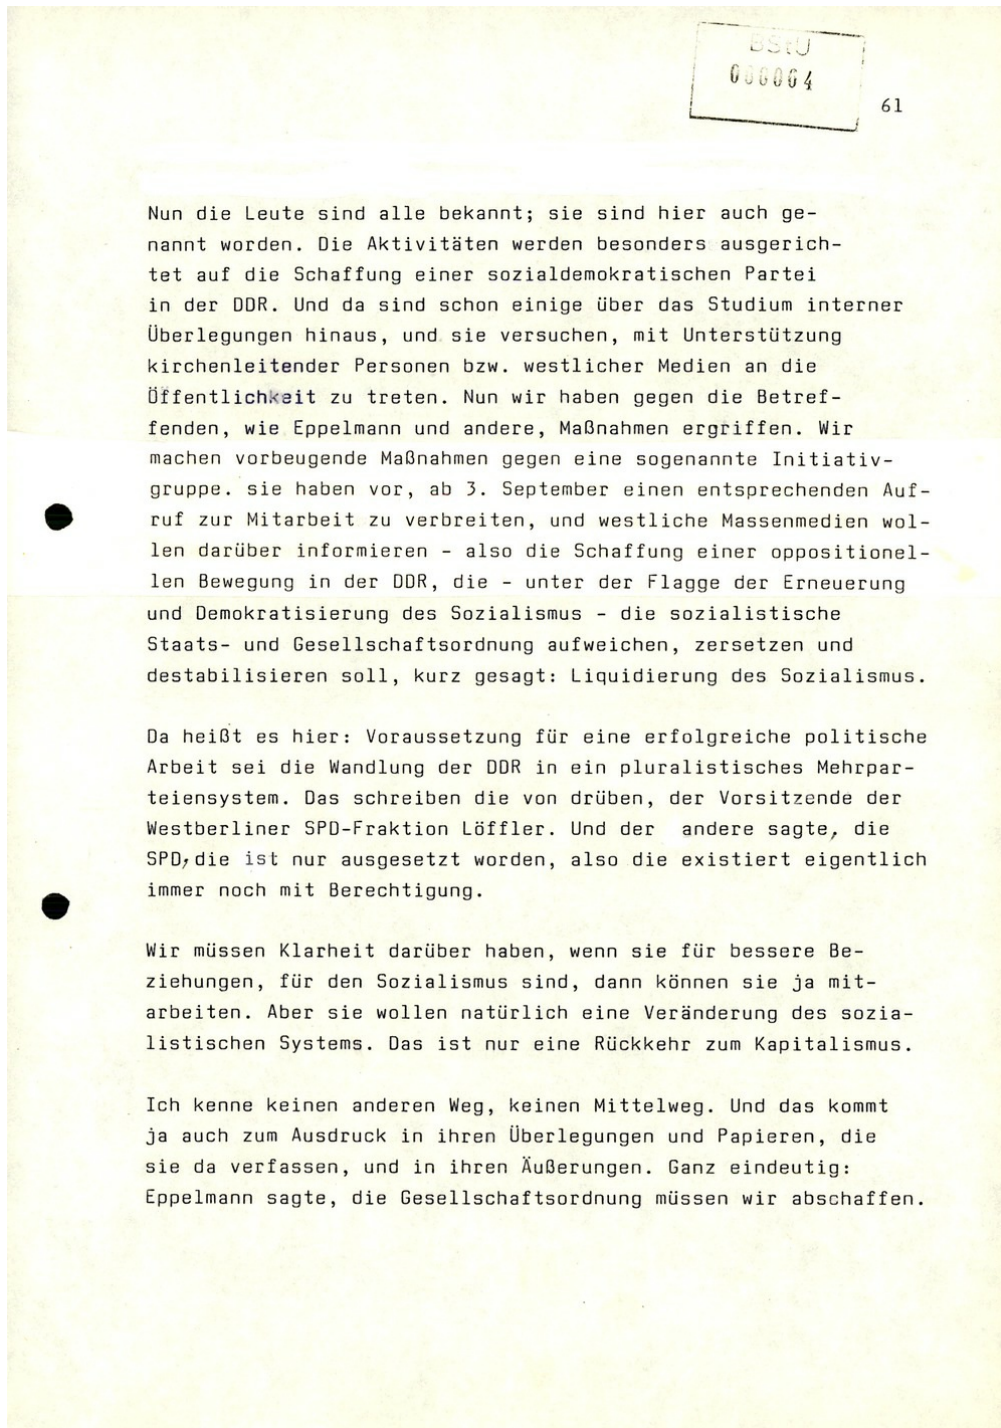 BStU
000064
61
Nun die Leute sind alle bekannt; sie sind hier auch ge-
nannt worden. Die Aktivitäten werden besonders ausgerich-
tet auf die Schaffung einer sozialdemokratischen Partei
in der DDR. Und da sind schon einige über das Studium interner
Überlegungen hinaus, und sie versuchen, mit Unterstützung
kirchenleitender Personen bzw. westlicher Medien an die
Öffentlichkeit zu treten. Nun wir haben gegen die Betref-
fenden, wie Eppelmann und andere, Maßnahmen ergriffen. Wir
machen vorbeugende Maßnahmen gegen eine sogenannte Initiativ-
gruppe. sie haben vor, ab 3. September einen entsprechenden Auf-
ruf zur Mitarbeit zu verbreiten, und westliche Massenmedien wol-
len darüber informieren - also die Schaffung einer oppositionel-
len Bewegung in der DDR, die - unter der Flagge der Erneuerung
und Demokratisierung des Sozialismus - die sozialistische
Staats- und Gesellschaftsordnung aufweichen, zersetzen und
destabilisieren soll, kurz gesagt: Liquidierung des Sozialismus.
Da heißt es hier: Voraussetzung für eine erfolgreiche politische
Arbeit sei die Wandlung der DDR in ein pluralistisches Mehrpar-
teiensystem. Das schreiben die von drüben, der Vorsitzende der
Westberliner SPD-Fraktion Löffler. Und der andere sagte, die
SPD, die ist nur ausgesetzt worden, also die existiert eigentlich
immer noch mit Berechtigung.
Wir müssen Klarheit darüber haben, wenn sie für bessere Be-
ziehungen, für den Sozialismus sind, dann können sie ja mit-
arbeiten. Aber sie wollen natürlich eine Veränderung des sozia-
listischen Systems. Das ist nur eine Rückkehr zum Kapitalismus.
Ich kenne keinen anderen Weg, keinen Mittelweg. Und das kommt
ja auch zum Ausdruck in ihren Überlegungen und Papieren, die
sie da verfassen, und in ihren Äußerungen. Ganz eindeutig:
Eppelmann sagte, die Gesellschaftsordnung müssen wir abschaffen.